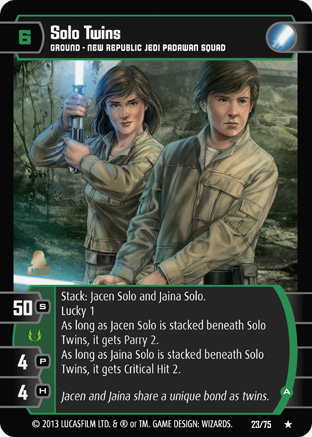 6
Solo Twins
GROUND - NEW REPUBLIC JEDI PADAWAN SQUAD
50 S
4 P
4 H
Stack: Jacen Solo and Jaina Solo.
Lucky 1
As long as Jacen Solo is stacked beneath Solo
Twins, it gets Parry 2.
As long as Jaina Solo is stacked beneath Solo
Twins, it gets Critical Hit 2.
Jacen and Jaina share a unique bond as twins.
A
© 2013 LUCASFILM LTD. & ® or TM. GAME DESIGN: WIZARDS. 23/75 ★